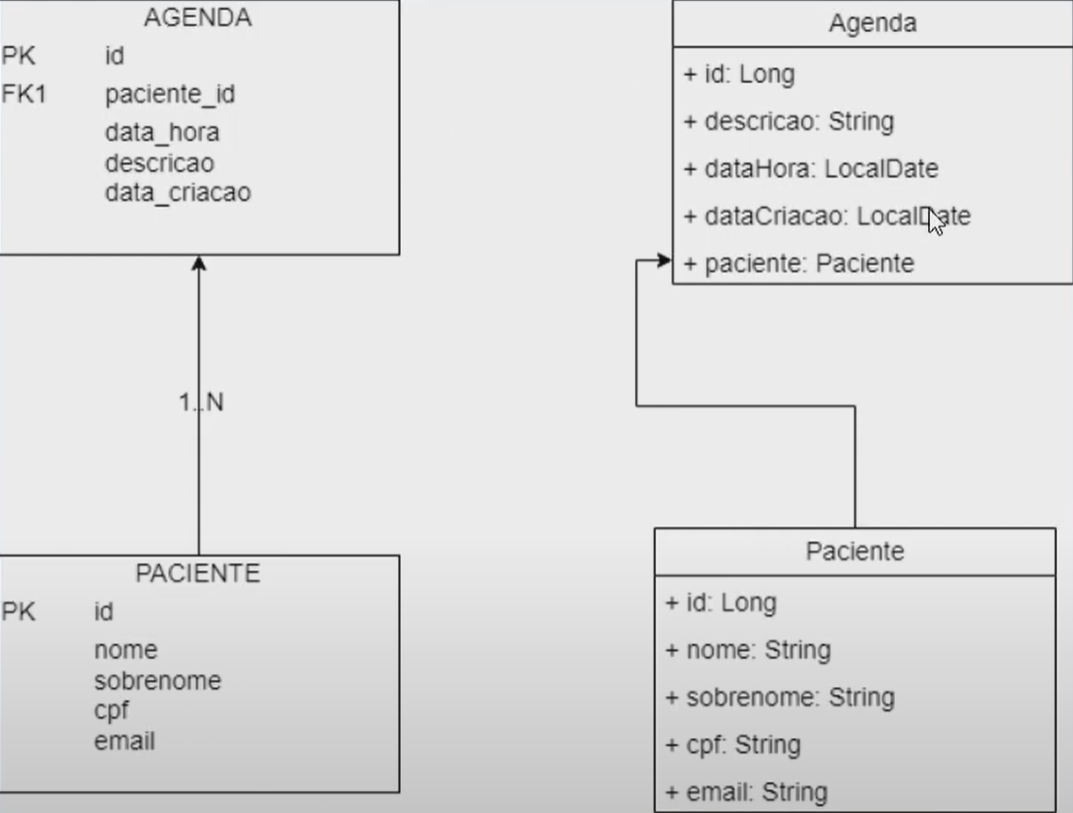 AGENDA
PK id
FK1 paciente_id
data_hora
descricao
data_criacao
1..N
PACIENTE
PK id
nome
sobrenome
cpf
email
Agenda
+ id: Long
+ descricao: String
+ dataHora: LocalDate
+ dataCriacao: LocalDate
+ paciente: Paciente
Paciente
+ id: Long
+ nome: String
+ sobrenome: String
+ cpf: String
+ email: String